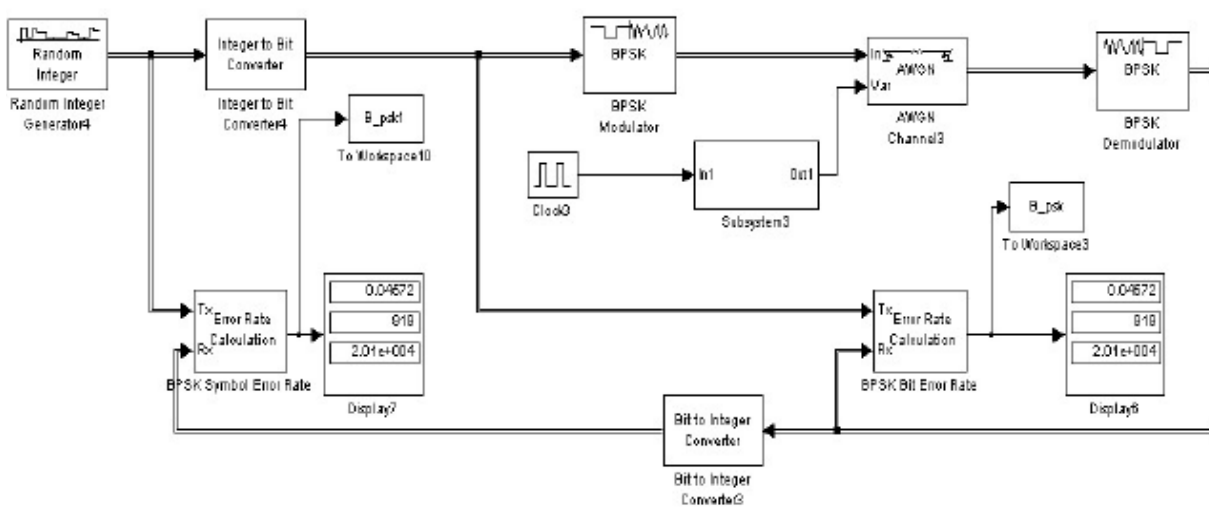 Random
Integer
Random Integer
Generator4
Integer to Bit
Converter
Integer to Bit
Converter4
B_psk1
To Workspace10
BPSK
BPSK
Modulator
In
AWGN
Var
AWGN
Channel3
BPSK
BPSK
Demodulator
Clock3
In1
Out1
Subsystem3
B_psk
To Workspace3
Tx
Error Rate
Calculation
Rx
BPSK Symbol Error Rate
0.04572
919
2.01e+004
Display7
Tx
Error Rate
Calculation
Rx
BPSK Bit Error Rate
0.04572
919
2.01e+004
Display6
Bit to Integer
Converter
Bit to Integer
Converter3